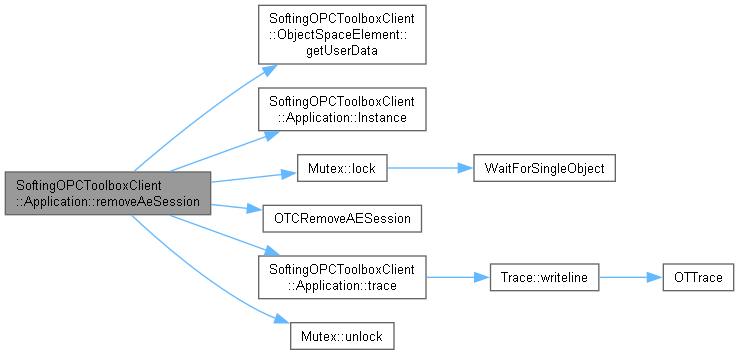 SoftingOPCToolboxClient
::ObjectSpaceElement::
getUserData
SoftingOPCToolboxClient
::Application::Instance
Mutex::lock
WaitForSingleObject
SoftingOPCToolboxClient
::Application::removeAeSession
OTCRemoveAESession
SoftingOPCToolboxClient
::Application::trace
Trace::writeline
OTTrace
Mutex::unlock